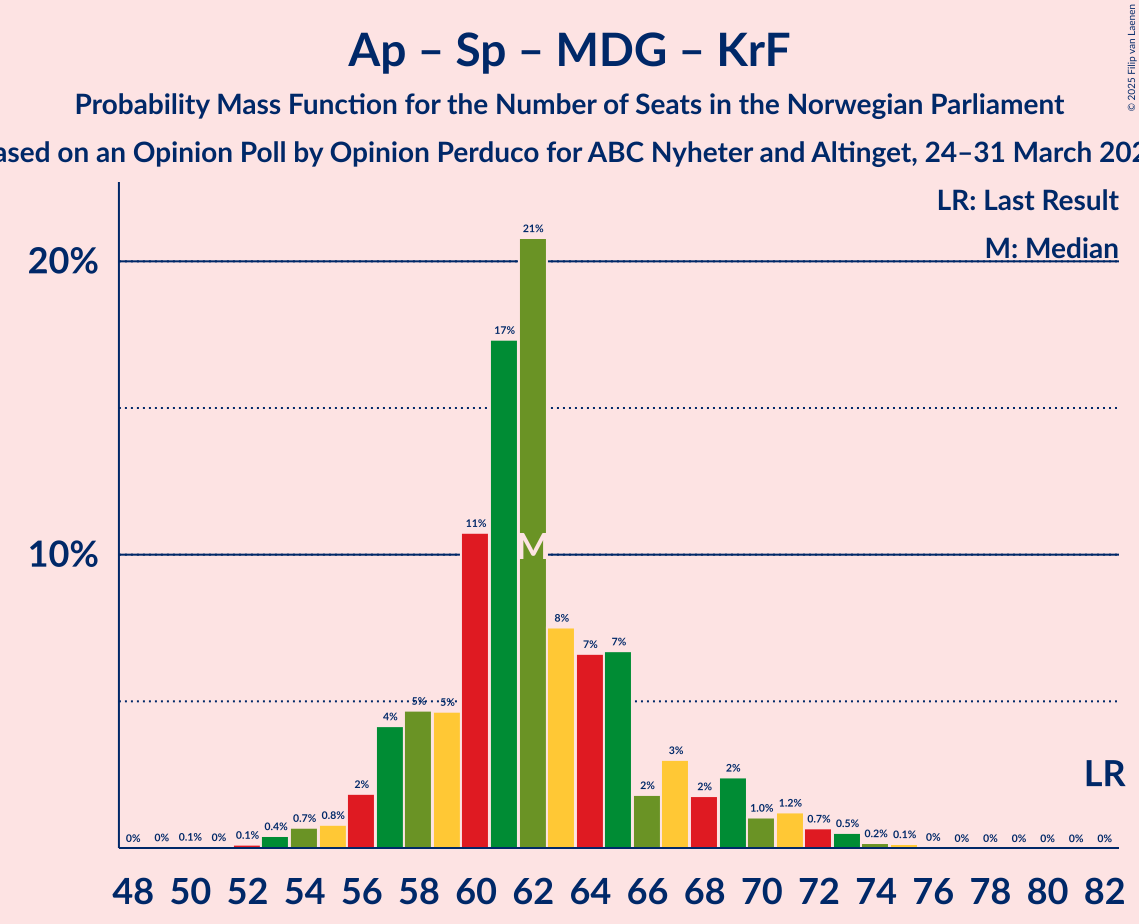 Ap – Sp – MDG – KrF
Probability Mass Function for the Number of Seats in the Norwegian Parliament
ased on an Opinion Poll by Opinion Perduco for ABC Nyheter and Altinget, 24–31 March 202
© 2025 Filip van Laenen
LR: Last Result
M: Median
20%
10%
0% 0% 0.1% 0% 0.1% 0.4% 0.7% 0.8% 2% 4% 5% 5% 11% 17% 21% 8% 7% 7% 2% 3% 2% 2% 1.0% 1.2% 0.7% 0.5% 0.2% 0.1% 0% 0% 0% 0% 0% 0% 0%
M
LR
48 50 52 54 56 58 60 62 64 66 68 70 72 74 76 78 80 82